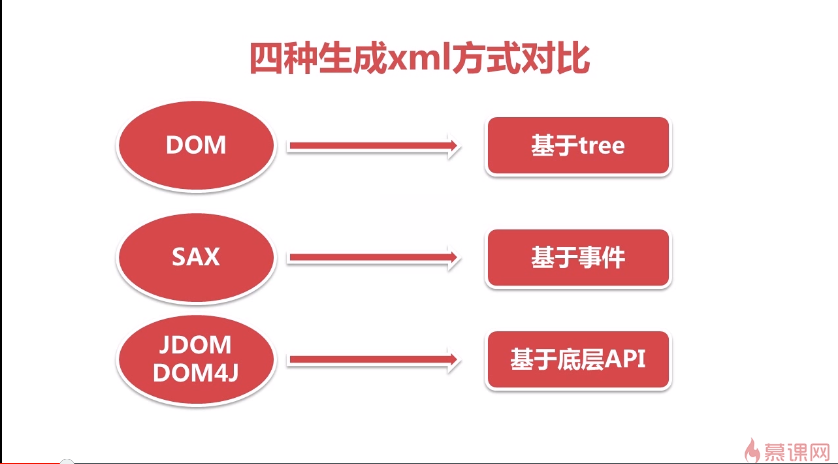 四种生成xml方式对比
DOM
基于tree
SAX
基于事件
JDOM
DOM4J
基于底层API
慕课网